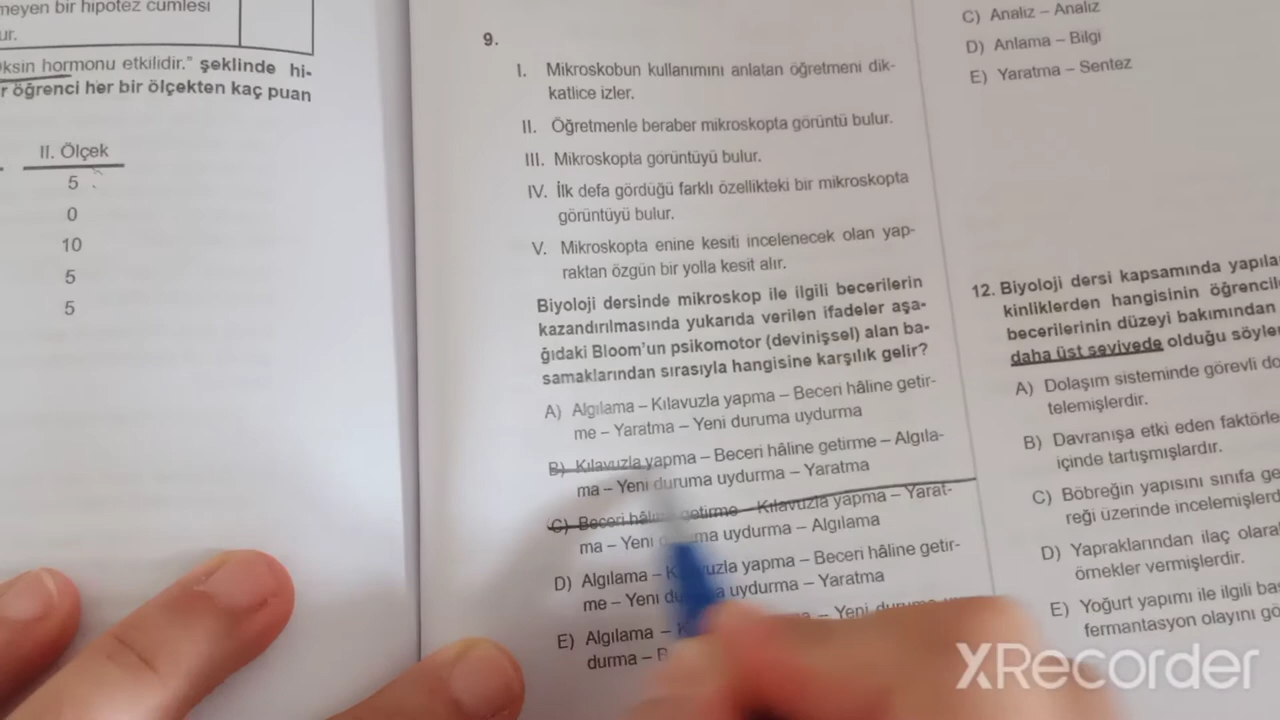 meyen bir hipotez cümlesi
ur.
ksin hormonu etkilidir." şeklinde hi-
r öğrenci her bir ölçekten kaç puan
II. Ölçek
5
0
10
5
5
9.
I. Mikroskobun kullanımını anlatan öğretmeni dik-
katlice izler.
II. Öğretmenle beraber mikroskopta görüntü bulur.
III. Mikroskopta görüntüyü bulur.
IV. İlk defa gördüğü farklı özellikteki bir mikroskopta
görüntüyü bulur.
V. Mikroskopta enine kesiti incelenecek olan yap-
raktan özgün bir yolla kesit alır.
Biyoloji dersinde mikroskop ile ilgili becerilerin
kazandırılmasında yukarıda verilen ifadeler aşa-
ğıdaki Bloom'un psikomotor (devinişsel) alan ba-
samaklarından sırasıyla hangisine karşılık gelir?
A) Algılama – Kılavuzla yapma – Beceri hâline getir-
me – Yaratma – Yeni duruma uydurma
B) Kılavuzla yapma – Beceri hâline getirme – Algıla-
ma – Yeni duruma uydurma – Yaratma
C) Beceri hâline getirme – Kılavuzla yapma – Yarat-
ma – Yeni uydurma – Algılama
D) Algılama – Kılavuzla yapma – Beceri hâline getir-
me – Yeni uydurma – Yaratma
E) Algılama – – Yeni duruma
durma –
C) Analiz – Analiz
D) Anlama – Bilgi
E) Yaratma – Sentez
12. Biyoloji dersi kapsamında yapıla
kinliklerden hangisinin öğrencile
becerilerinin düzeyi bakımından
daha üst seviyede olduğu söyle
A) Dolaşım sisteminde görevli do
telemişlerdir.
B) Davranışa etki eden faktörle
içinde tartışmışlardır.
C) Böbreğin yapısını sınıfa ge
reği üzerinde incelemişlerd
D) Yapraklarından ilaç olara
örnekler vermişlerdir.
E) Yoğurt yapımı ile ilgili ba
fermantasyon olayını gö
XRecorder